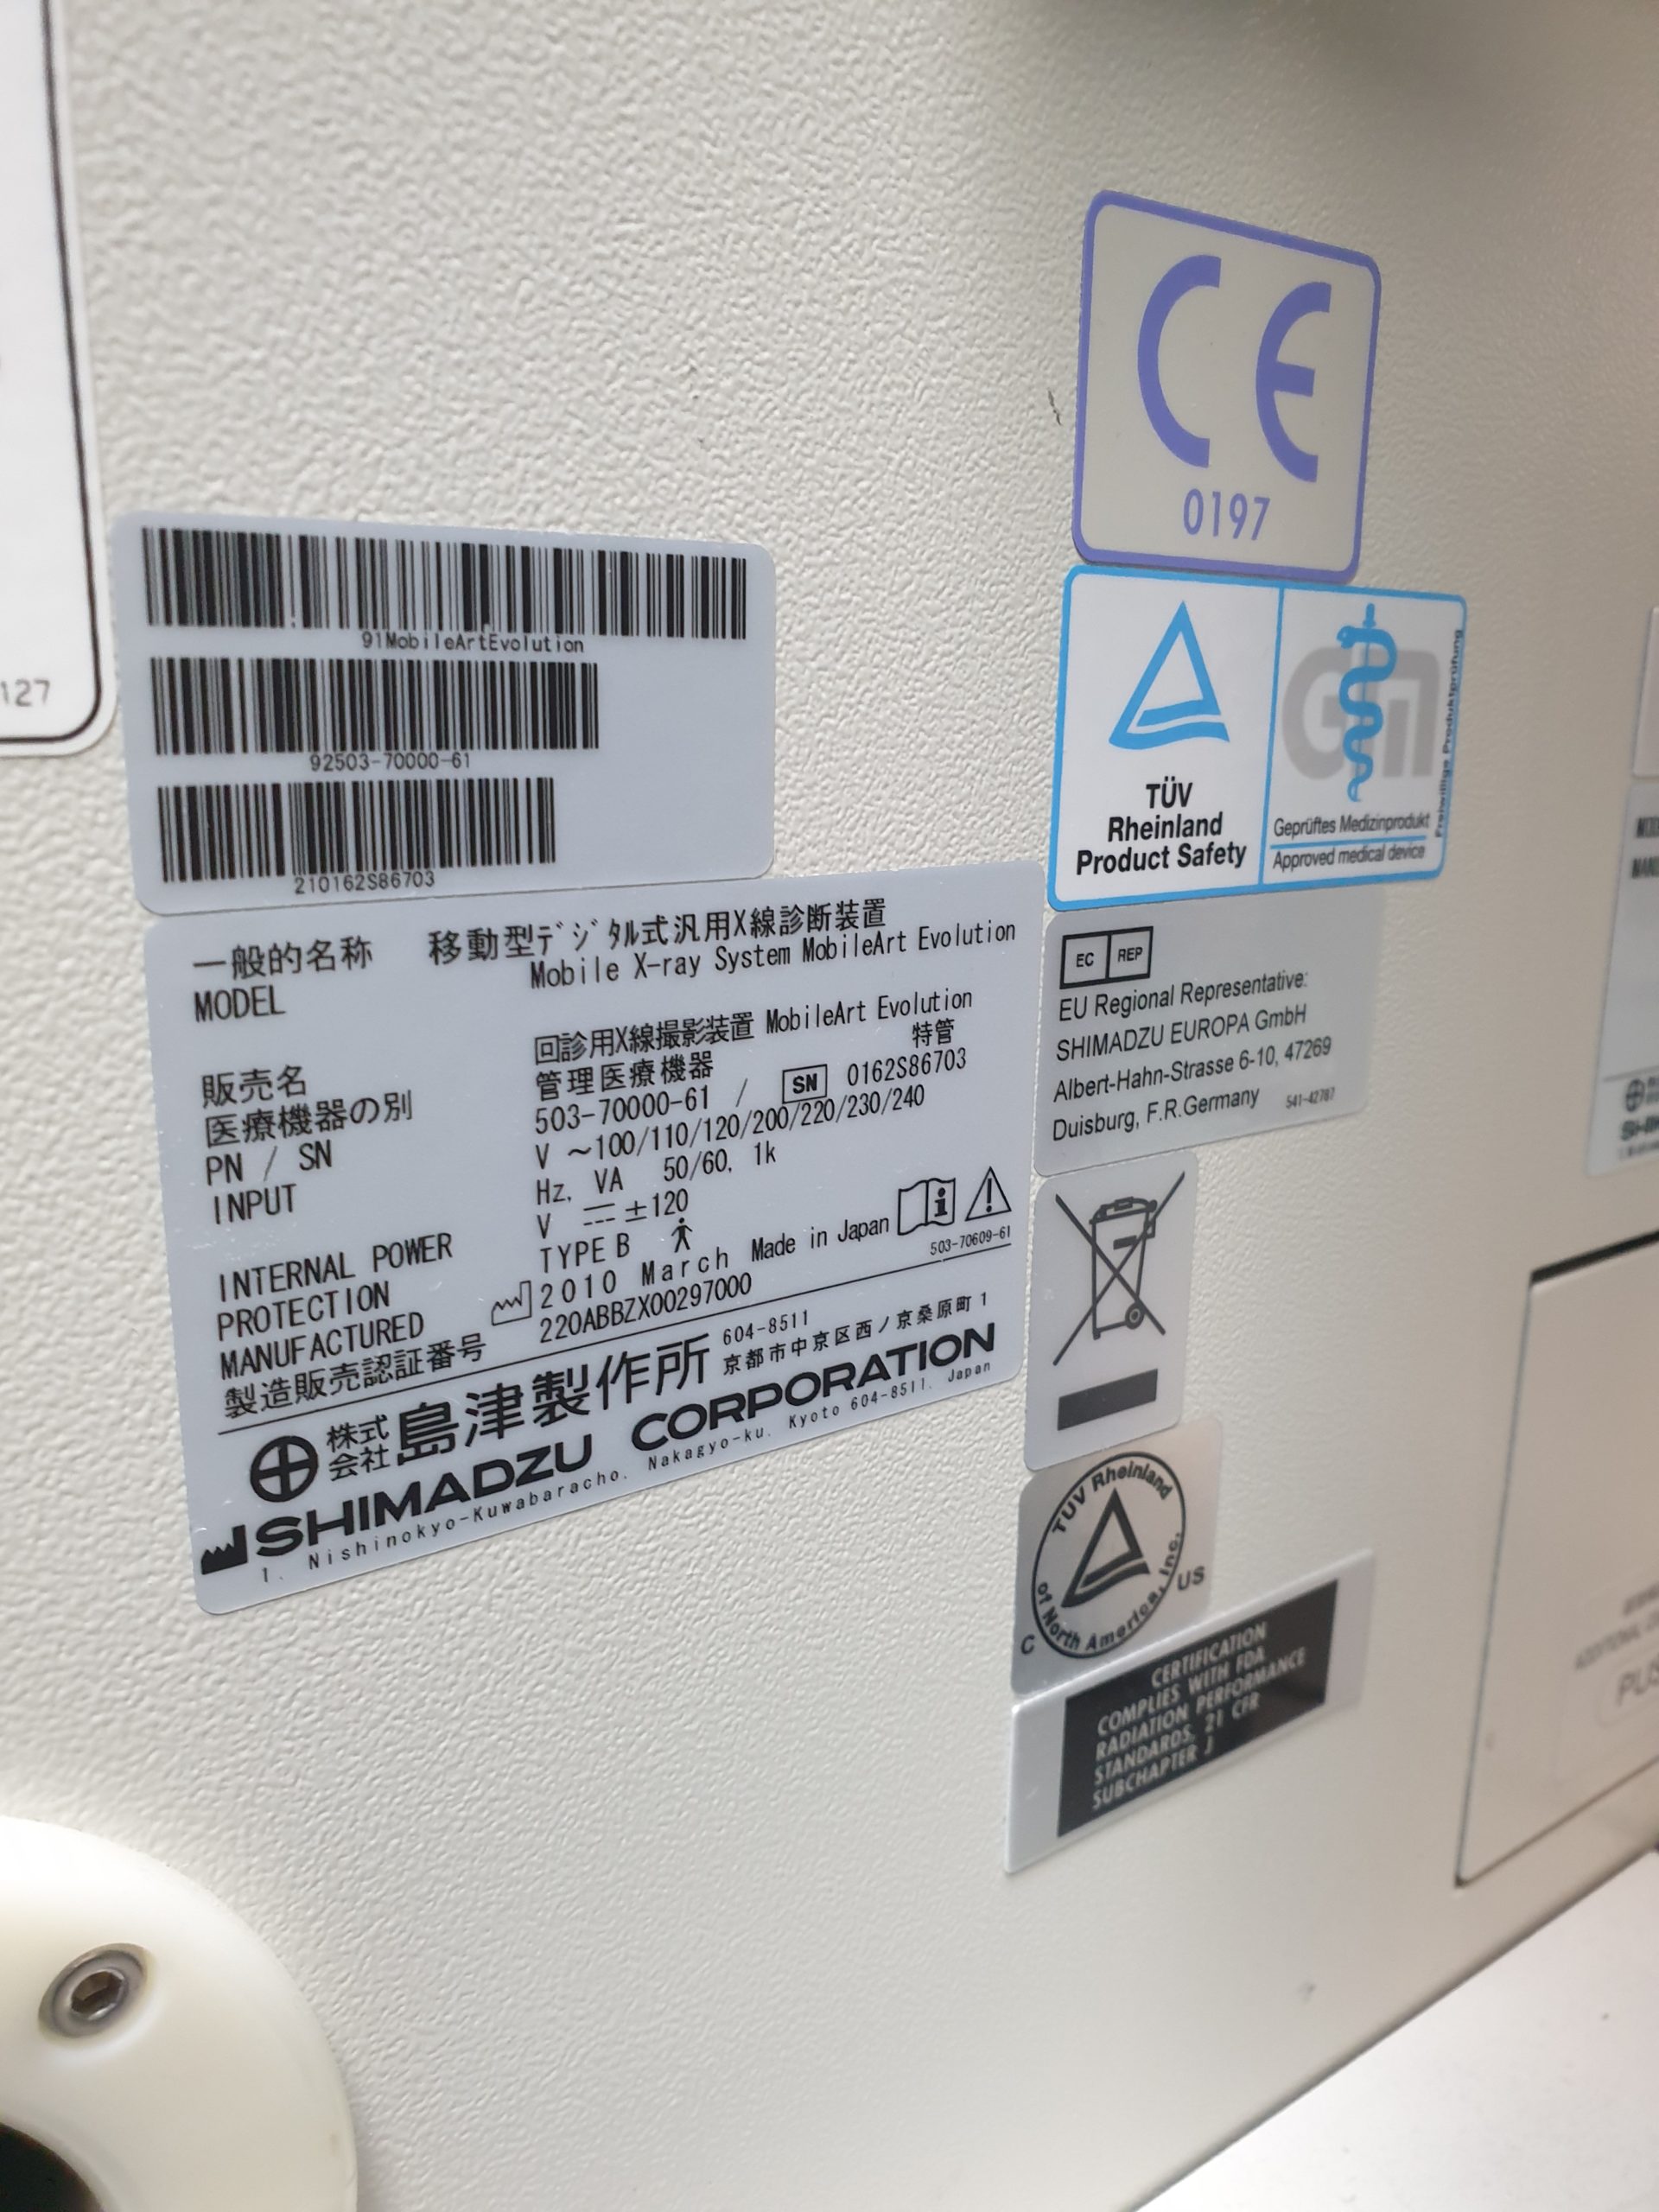 127
91MobileArtEvolution
92503-70000-61
210162S86703
一般的名称 移動型デジタル式汎用X線診断装置
MODEL Mobile X-ray System MobileArt Evolution
販売名 回診用X線撮影装置 MobileArt Evolution
医療機器の別 管理医療機器 特管
PN / SN 503-70000-61 / SN 0162S86703
INPUT V ～100/110/120/200/220/230/240
Hz, VA 50/60, 1k
INTERNAL POWER V ±120
PROTECTION TYPE B
MANUFACTURED 2010 March Made in Japan
製造販売認証番号 220ABBZX00297000
503-70609-61
株式会社 島津製作所 604-8511
京都市中京区西ノ京桑原町1
SHIMADZU CORPORATION
1, Nishinokyo-Kuwabaracho, Nakagyo-ku, Kyoto 604-8511, Japan
CE
0197
TÜV
Rheinland
Product Safety
GM
Geprüftes Medizinprodukt
Approved medical device
Freiwillige Produktprüfung
EC REP
EU Regional Representative:
SHIMADZU EUROPA GmbH
Albert-Hahn-Strasse 6-10, 47269
Duisburg, F.R.Germany 541-42787
TUV Rheinland
of North America, Inc.
C US
CERTIFICATION
COMPLIES WITH FDA
RADIATION PERFORMANCE
STANDARDS, 21 CFR
SUBCHAPTER J